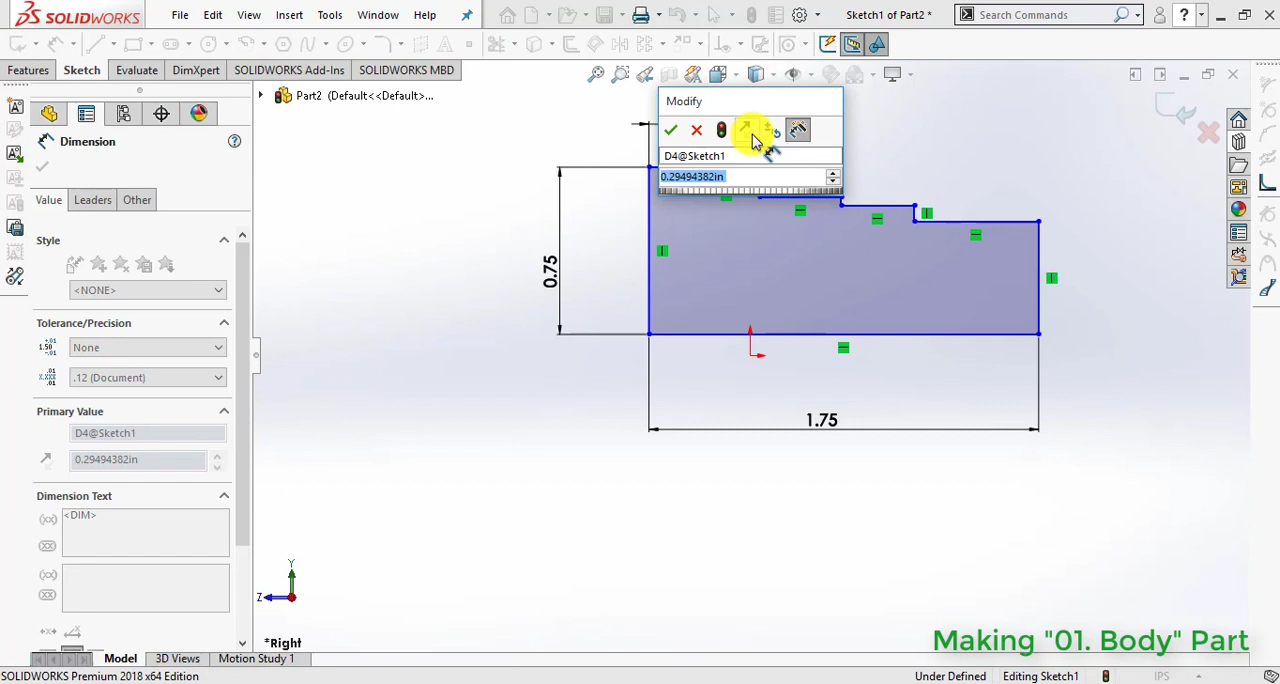 SOLIDWORKS
File Edit View Insert Tools Window Help
Sketch1 of Part2 *
Search Commands
?
Features Sketch Evaluate DimXpert SOLIDWORKS Add-Ins SOLIDWORKS MBD
Part2 (Default<<Default>...
Modify
D4@Sketch1
0.29494382in
Dimension
Value Leaders Other
Style
<NONE>
Tolerance/Precision
None
.12 (Document)
Primary Value
D4@Sketch1
0.29494382in
Dimension Text
<DIM>
0.75
1.75
Y
Z
*Right
Making "01. Body" Part
Model 3D Views Motion Study 1
SOLIDWORKS Premium 2018 x64 Edition
Under Defined Editing Sketch1 IPS